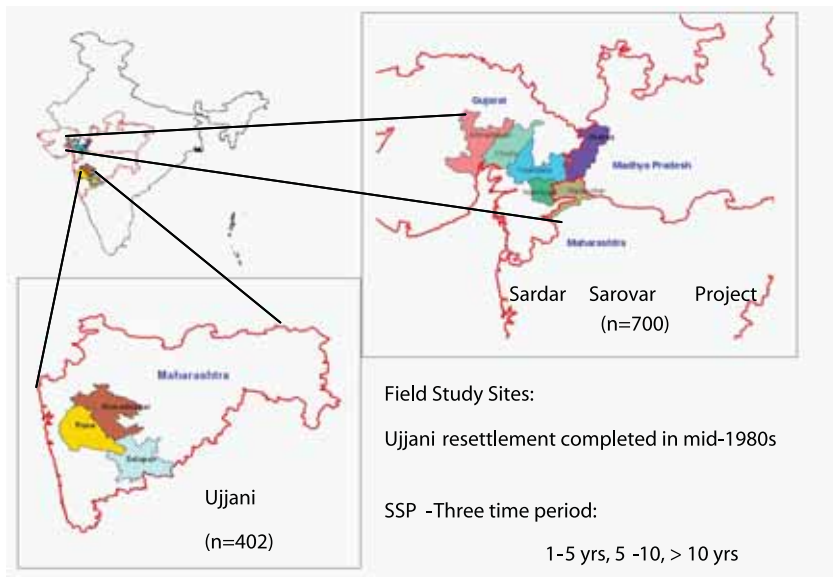 Gujarat
Madhya Pradesh
Maharashtra
Sardar Sarovar Project
(n=700)
Maharashtra
Pune
Solapur
Ujjani
(n=402)
Field Study Sites:
Ujjani resettlement completed in mid-1980s
SSP -Three time period:
1-5 yrs, 5 -10, > 10 yrs